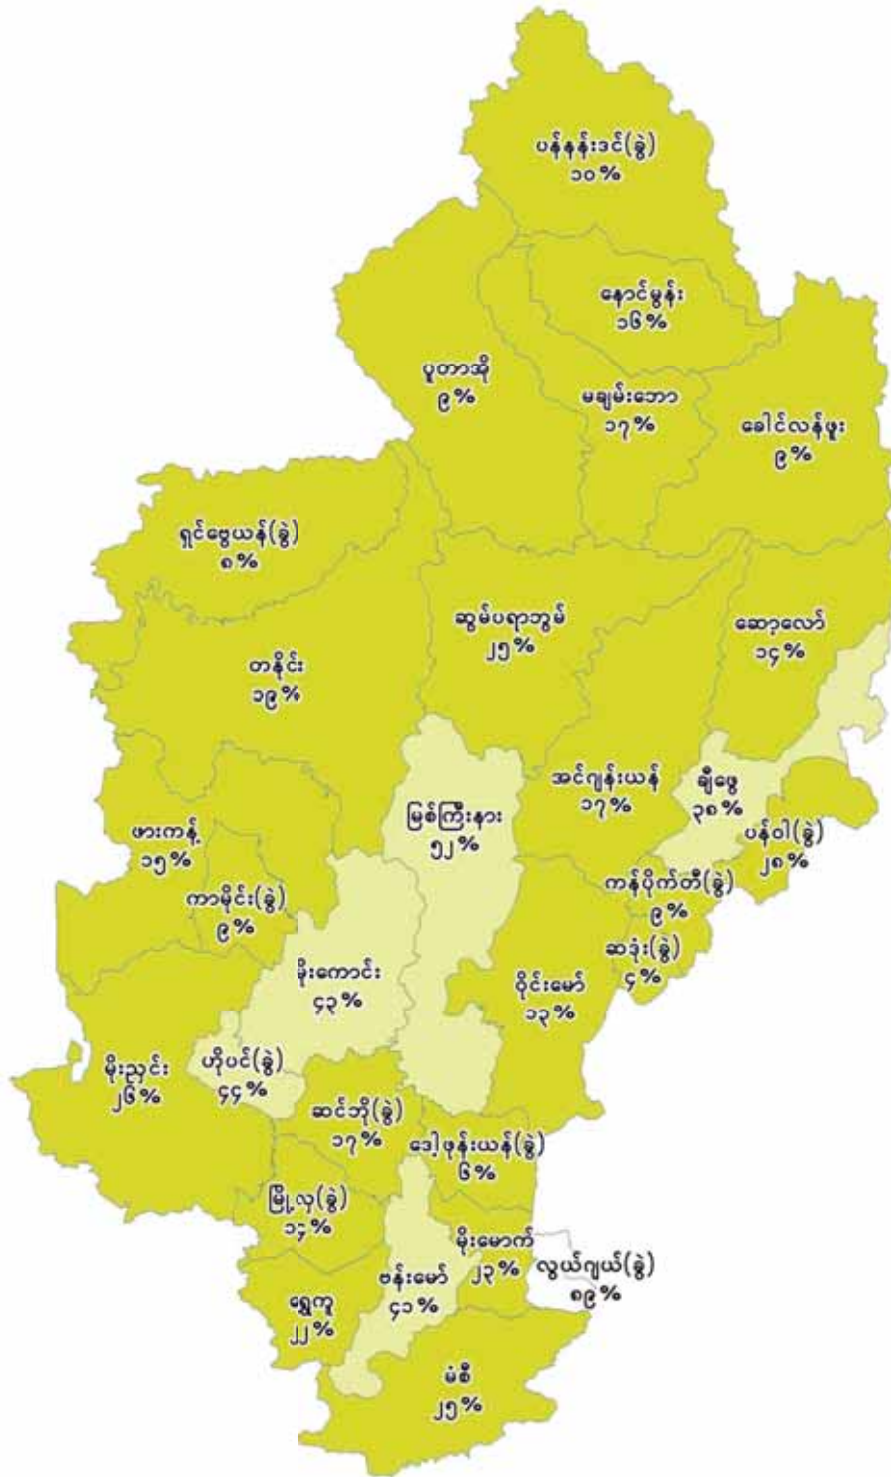 ပန်နန်းဒင်(ခွဲ)
၁၀%
နောင်မွန်း
၁၆%
ပူတာအို
၉%
မချမ်းဘော
၁၇%
ခေါင်လန်ဖူး
၉%
ရှင်ဗွေယန်(ခွဲ)
၈%
ဆွမ်ပရာဘွမ်
၂၅%
ဆော့လော်
၁၄%
တနိုင်း
၁၉%
အင်ဂျန်းယန်
၁၇%
ချီဖွေ
၃၈%
မြစ်ကြီးနား
၅၂%
ဖားကန့်
၁၅%
ပန်ဝါ(ခွဲ)
၂၈%
ကာမိုင်း(ခွဲ)
၉%
ကန်ပိုက်တီ(ခွဲ)
၉%
ဆဒုံး(ခွဲ)
၄%
မိုးကောင်း
၄၃%
ဝိုင်းမော်
၁၃%
မိုးညှင်း
၂၆%
ဟိုပင်(ခွဲ)
၄၄%
ဆင်ဘို(ခွဲ)
၁၇%
ဒေါ့ဖုန်းယန်(ခွဲ)
၆%
မြို့လှ(ခွဲ)
၁၄%
မိုးမောက်
၂၃%
လွယ်ဂျယ်(ခွဲ)
၈၉%
ဗန်းမော်
၄၁%
ရွှေကူ
၂၂%
မံစီ
၂၅%